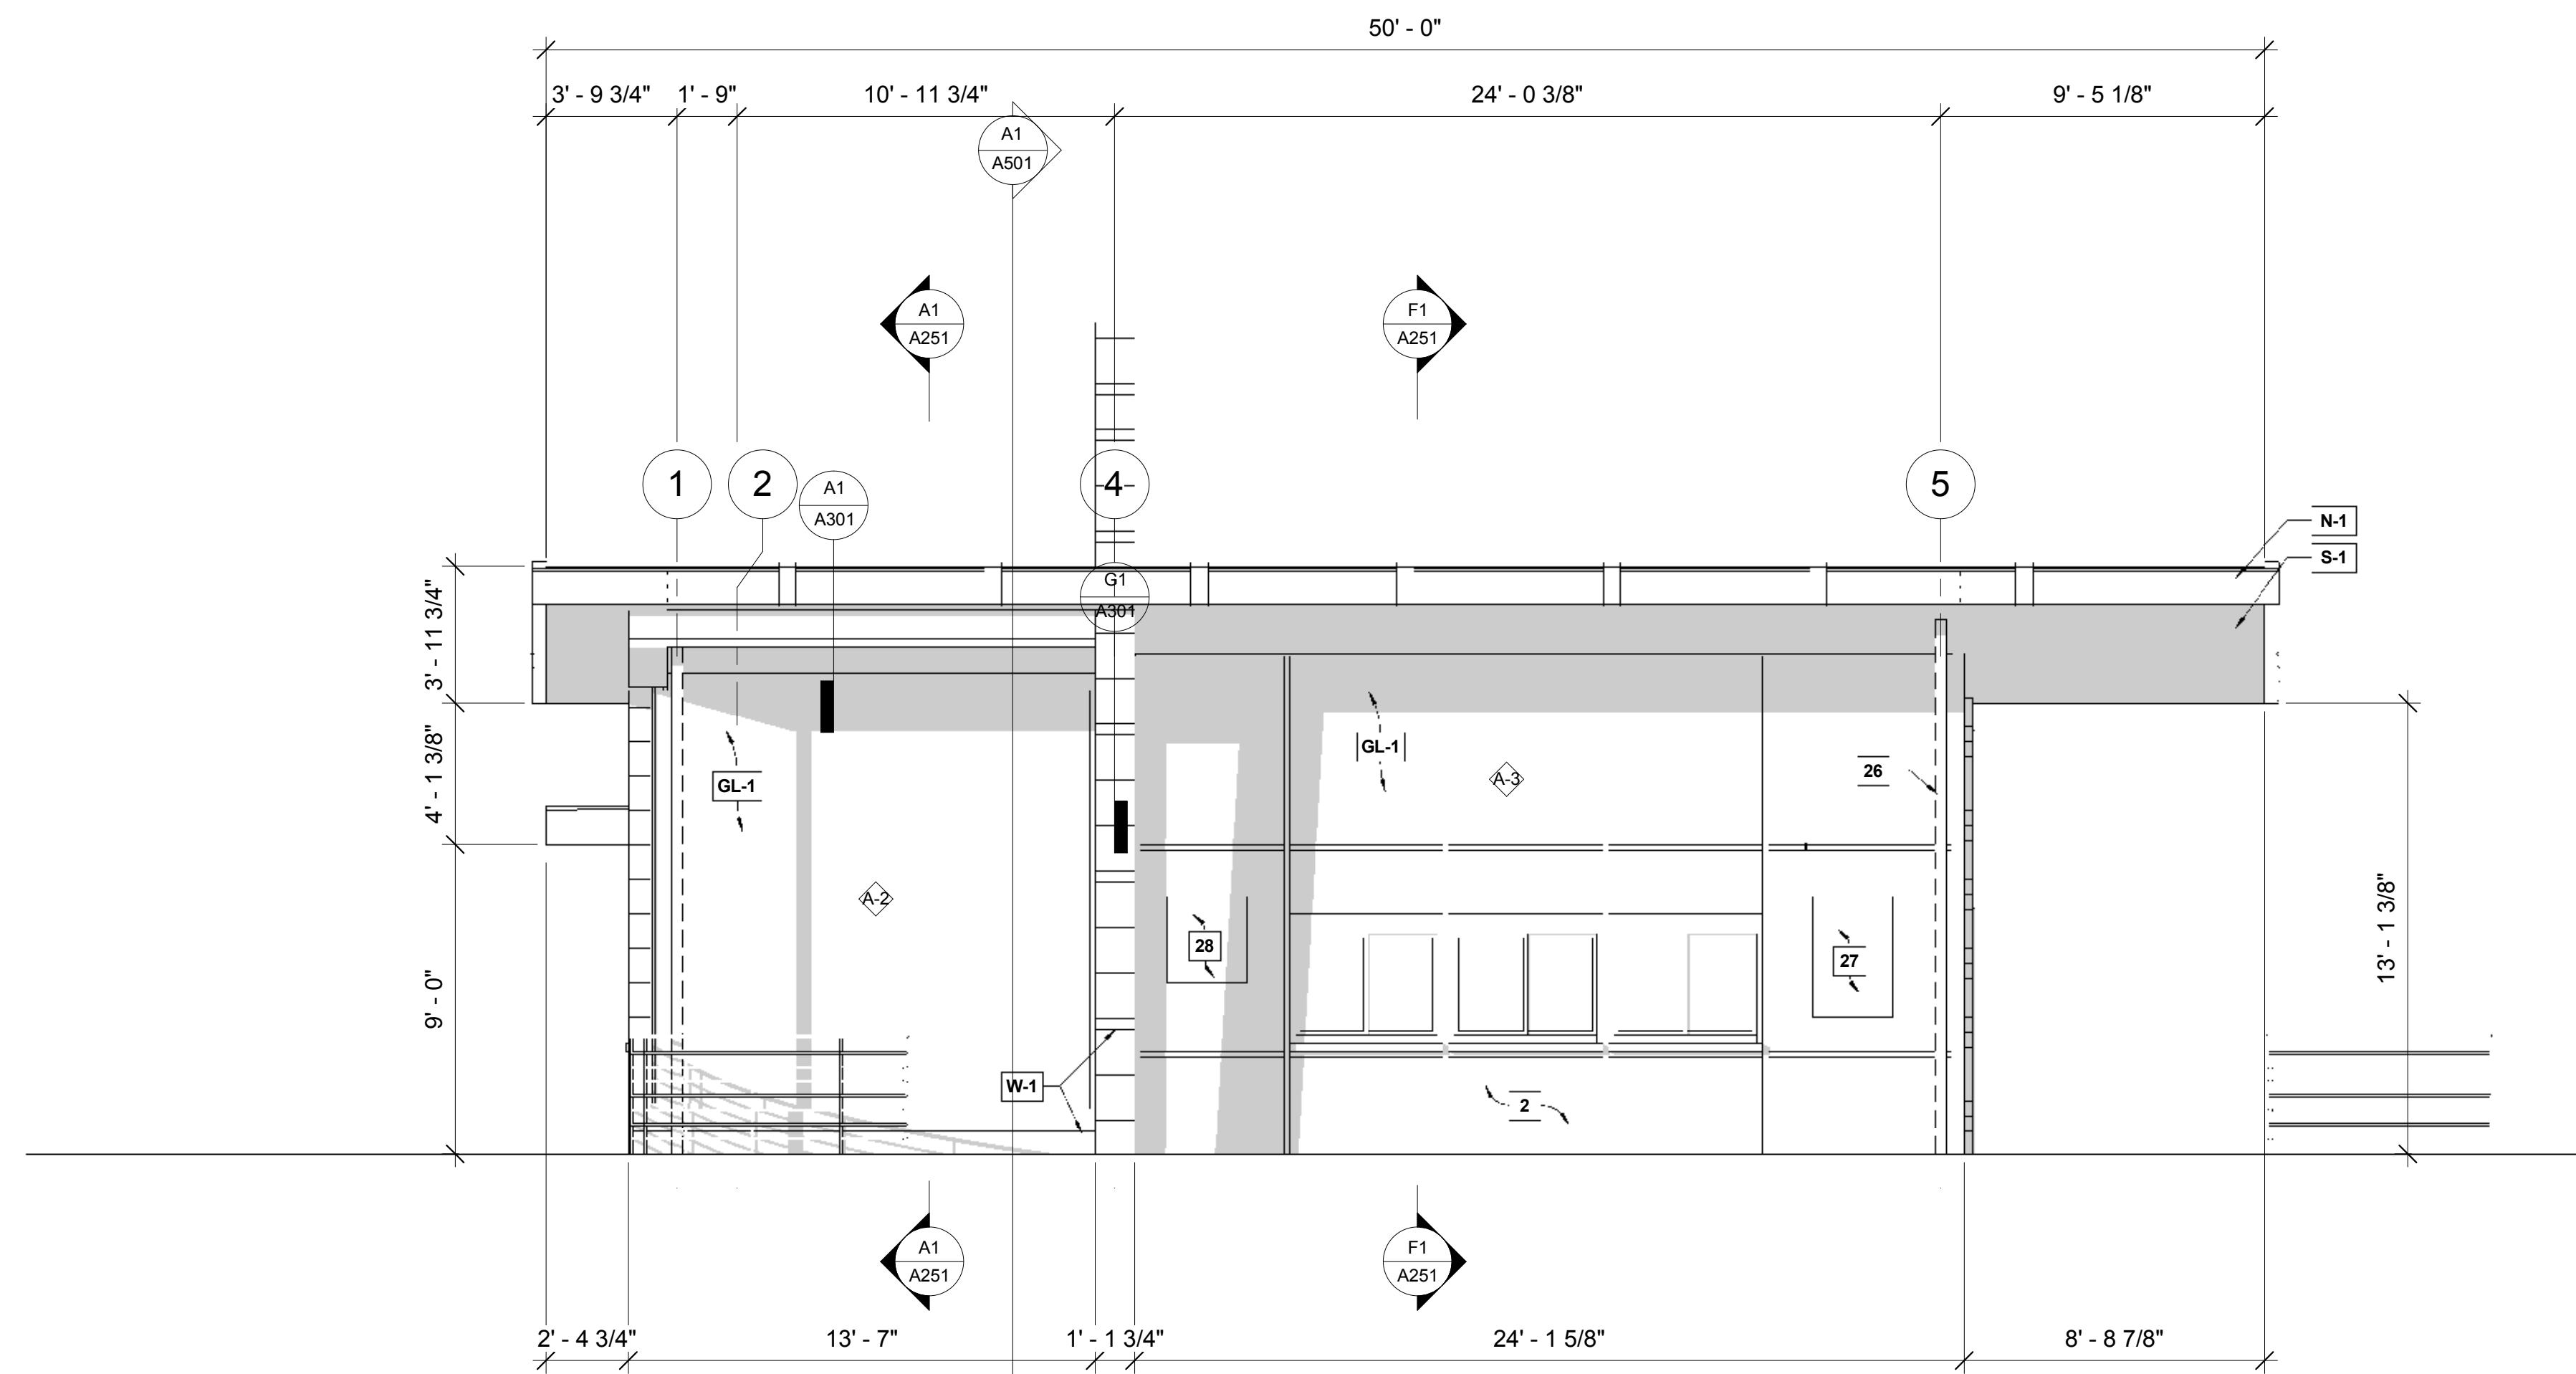 50' - 0"
3' - 9 3/4"
1' - 9"
10' - 11 3/4"
24' - 0 3/8"
9' - 5 1/8"
A1
A501
A1
A251
F1
A251
1
2
A1
A301
4
5
N-1
S-1
G1
A301
3' - 11 3/4"
4' - 1 3/8"
9' - 0"
13' - 1 3/8"
GL-1
GL-1
A-3
26
A-2
28
27
W-1
2
A1
A251
F1
A251
2' - 4 3/4"
13' - 7"
1' - 1 3/4"
24' - 1 5/8"
8' - 8 7/8"